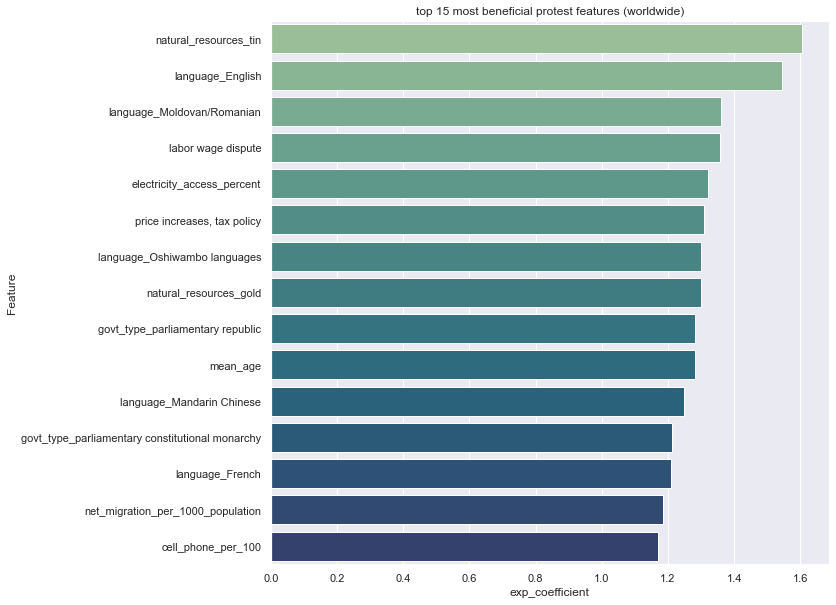 top 15 most beneficial protest features (worldwide)
natural_resources_tin
language_English
language_Moldovan/Romanian
labor wage dispute
electricity_access_percent
price increases, tax policy
language_Oshiwambo languages
natural_resources_gold
govt_type_parliamentary republic
mean_age
language_Mandarin Chinese
govt_type_parliamentary constitutional monarchy
language_French
net_migration_per_1000_population
cell_phone_per_100
Feature
0.0 0.2 0.4 0.6 0.8 1.0 1.2 1.4 1.6
exp_coefficient